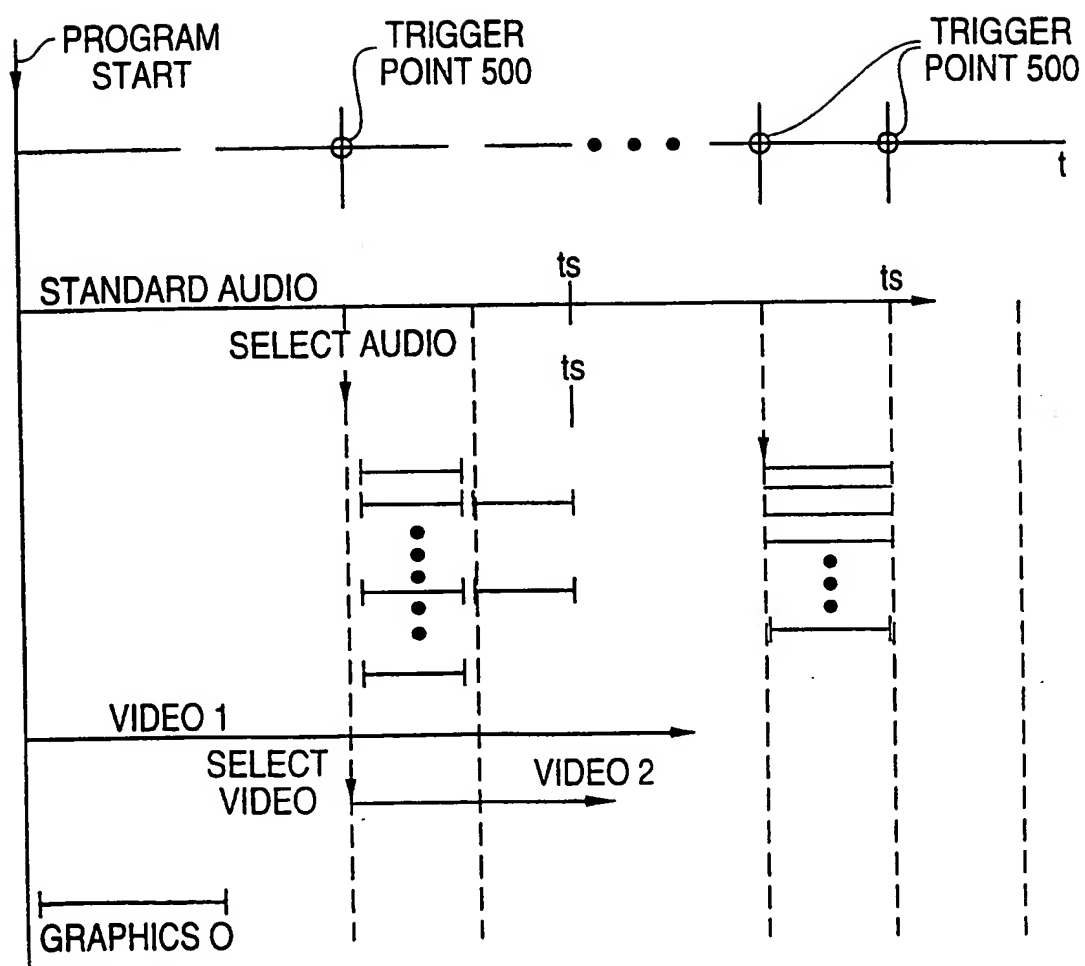 PROGRAM
START
TRIGGER
POINT 500
TRIGGER
POINT 500
t
STANDARD AUDIO
ts
ts
SELECT AUDIO
ts
VIDEO 1
SELECT
VIDEO
VIDEO 2
GRAPHICS O